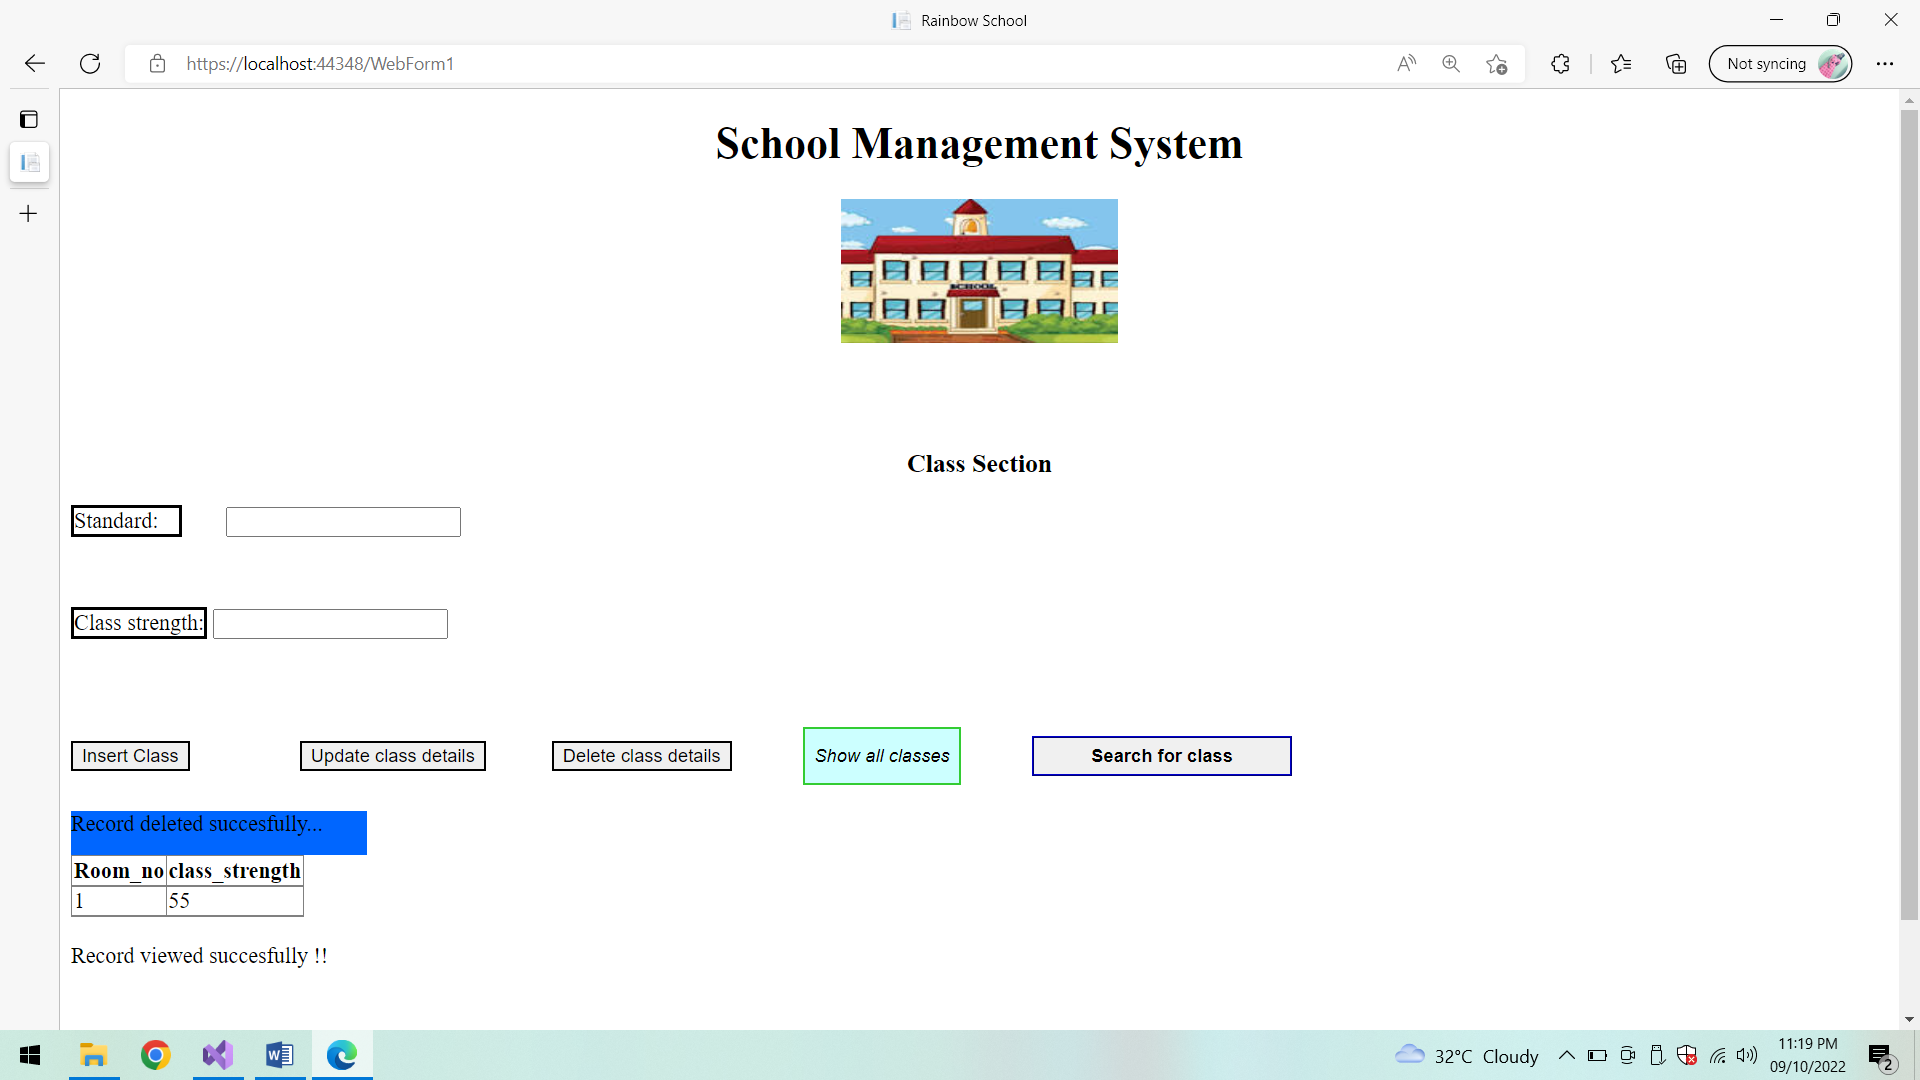 Rainbow School
https://localhost:44348/WebForm1
Not syncing
School Management System
SCHOOL
Class Section
Standard:
Class strength:
Insert Class Update class details Delete class details Show all classes Search for class
Record deleted succesfully...
Room_no class_strength
1 55
Record viewed succesfully !!
32°C Cloudy
11:19 PM
09/10/2022
2